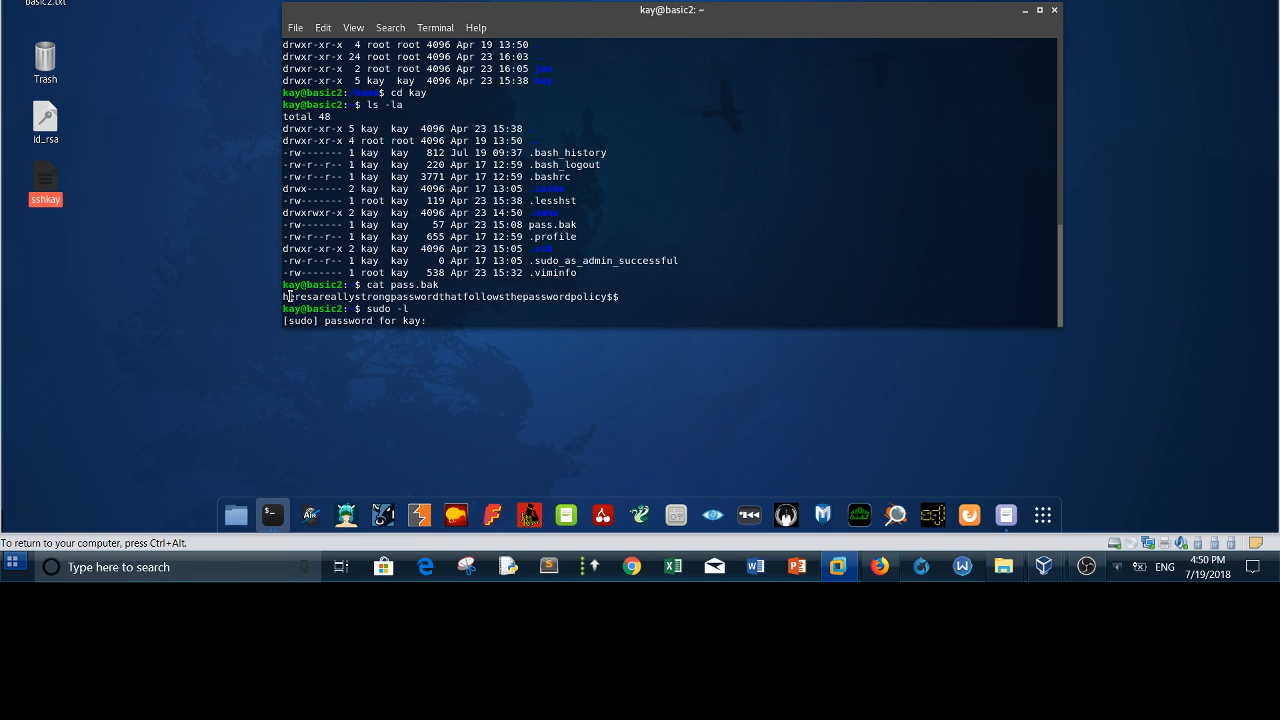 basic2.txt
Trash
id_rsa
sshkay
kay@basic2: ~
File Edit View Search Terminal Help
drwxr-xr-x 4 root root 4096 Apr 19 13:50 .
drwxr-xr-x 24 root root 4096 Apr 23 16:03 ..
drwxr-xr-x 2 root root 4096 Apr 23 16:05 jan
drwxr-xr-x 5 kay kay 4096 Apr 23 15:38 kay
kay@basic2:/home$ cd kay
kay@basic2:~$ ls -la
total 48
drwxr-xr-x 5 kay kay 4096 Apr 23 15:38 .
drwxr-xr-x 4 root root 4096 Apr 19 13:50 ..
-rw------- 1 kay kay 812 Jul 19 09:37 .bash_history
-rw-r--r-- 1 kay kay 220 Apr 17 12:59 .bash_logout
-rw-r--r-- 1 kay kay 3771 Apr 17 12:59 .bashrc
drwx------ 2 kay kay 4096 Apr 17 13:05 .cache
-rw------- 1 root kay 119 Apr 23 15:38 .lesshst
drwxrwxr-x 2 kay kay 4096 Apr 23 14:50 .nano
-rw------- 1 kay kay 57 Apr 23 15:08 pass.bak
-rw-r--r-- 1 kay kay 655 Apr 17 12:59 .profile
drwxr-xr-x 2 kay kay 4096 Apr 23 15:05 .ssh
-rw-r--r-- 1 kay kay 0 Apr 17 13:05 .sudo_as_admin_successful
-rw------- 1 root kay 538 Apr 23 15:32 .viminfo
kay@basic2:~$ cat pass.bak
heresareallystrongpasswordthatfollowsthepasswordpolicy$$
kay@basic2:~$ sudo -l
[sudo] password for kay:
To return to your computer, press Ctrl+Alt.
Type here to search
ENG
4:50 PM
7/19/2018